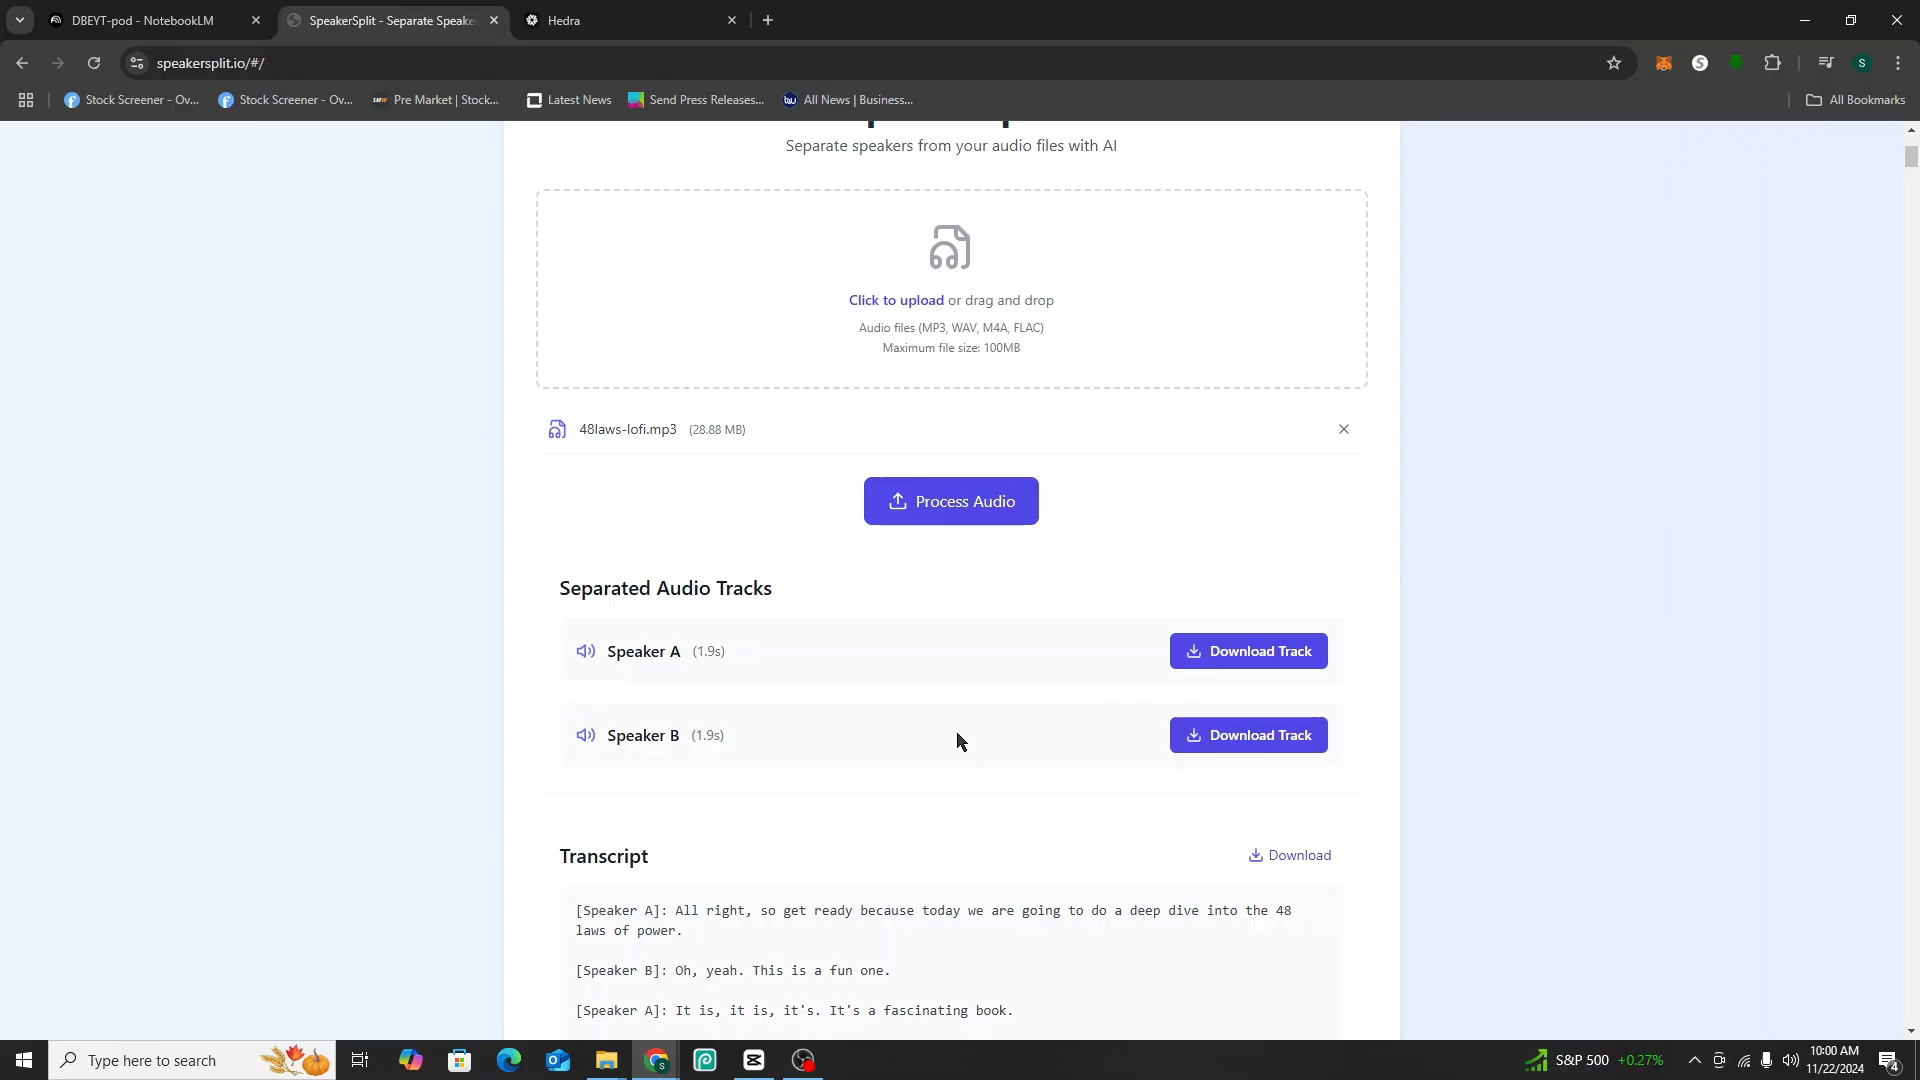 DBEYT-pod - NotebookLM
SpeakerSplit - Separate Speake
Hedra
speakersplit.io/#/
S
Stock Screener - Ov...
Stock Screener - Ov...
Pre Market | Stock...
Latest News
Send Press Releases...
All News | Business...
All Bookmarks
Separate speakers from your audio files with AI
Click to upload or drag and drop
Audio files (MP3, WAV, M4A, FLAC)
Maximum file size: 100MB
48laws-lofi.mp3 (28.88 MB)
Process Audio
Separated Audio Tracks
Speaker A (1.9s)
Download Track
Speaker B (1.9s)
Download Track
Transcript
Download
[Speaker A]: All right, so get ready because today we are going to do a deep dive into the 48
laws of power.
[Speaker B]: Oh, yeah. This is a fun one.
[Speaker A]: It is, it is, it's. It's a fascinating book.
Type here to search
S&P 500 +0.27%
10:00 AM
11/22/2024
4